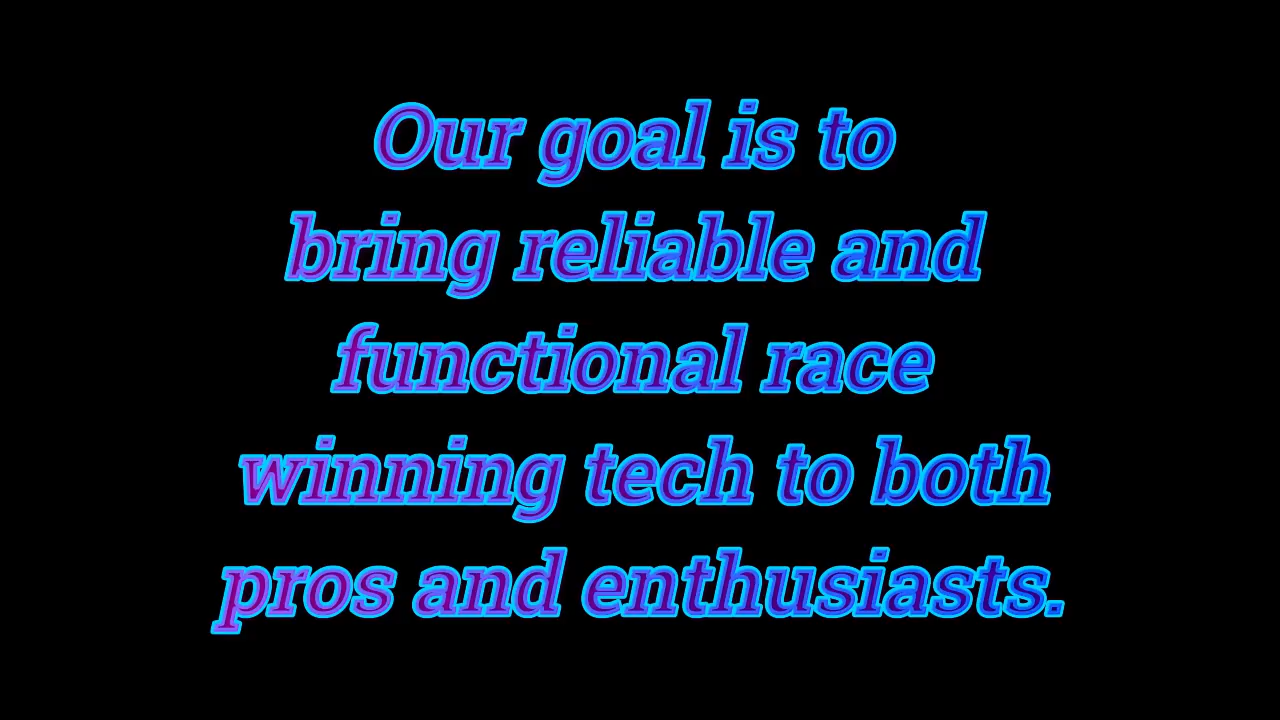 Our goal is to
bring reliable and
functional race
winning tech to both
pros and enthusiasts.